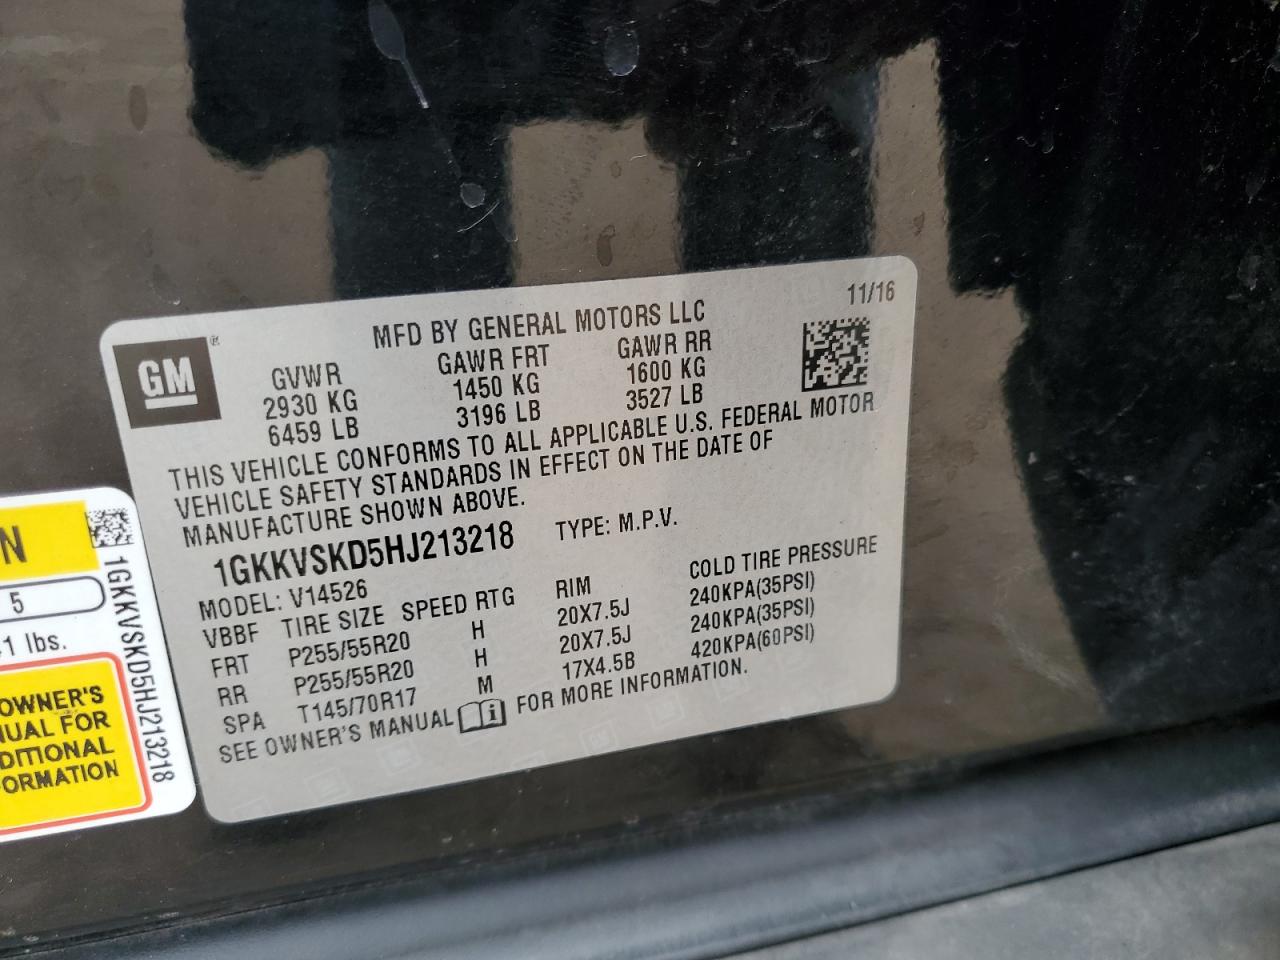 11/16
MFD BY GENERAL MOTORS LLC
GM®
GVWR GAWR FRT GAWR RR
2930 KG 1450 KG 1600 KG
6459 LB 3196 LB 3527 LB
THIS VEHICLE CONFORMS TO ALL APPLICABLE U.S. FEDERAL MOTOR
VEHICLE SAFETY STANDARDS IN EFFECT ON THE DATE OF
MANUFACTURE SHOWN ABOVE.
1GKKVSKD5HJ213218 TYPE: M.P.V.
MODEL: V14526
VBBF TIRE SIZE SPEED RTG RIM COLD TIRE PRESSURE
FRT P255/55R20 H 20X7.5J 240KPA(35PSI)
RR P255/55R20 H 20X7.5J 240KPA(35PSI)
SPA T145/70R17 M 17X4.5B 420KPA(60PSI)
SEE OWNER'S MANUAL i FOR MORE INFORMATION.
N
5
1 lbs.
OWNER'S
NUAL FOR
DITIONAL
ORMATION
1GKKVSKD5HJ213218